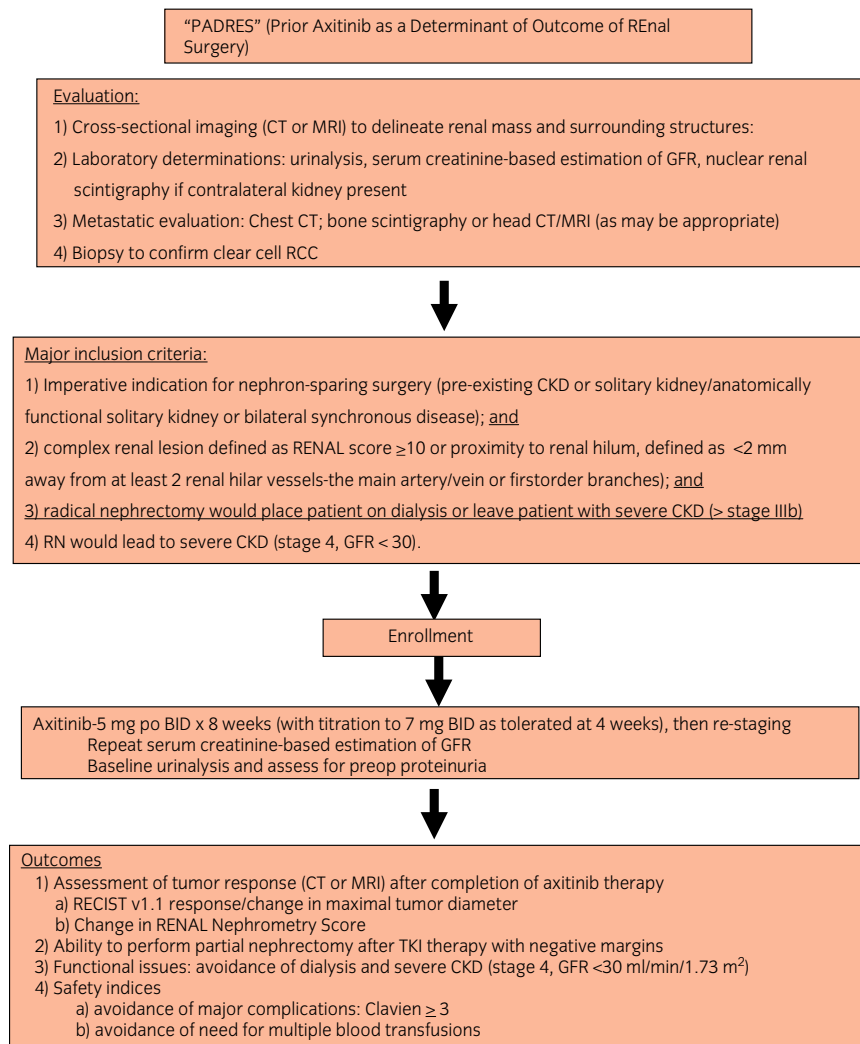 “PADRES” (Prior Axitinib as a Determinant of Outcome of REnal
Surgery)
Evaluation:
1) Cross-sectional imaging (CT or MRI) to delineate renal mass and surrounding structures:
2) Laboratory determinations: urinalysis, serum creatinine-based estimation of GFR, nuclear renal
scintigraphy if contralateral kidney present
3) Metastatic evaluation: Chest CT; bone scintigraphy or head CT/MRI (as may be appropriate)
4) Biopsy to confirm clear cell RCC
Major inclusion criteria:
1) Imperative indication for nephron-sparing surgery (pre-existing CKD or solitary kidney/anatomically
functional solitary kidney or bilateral synchronous disease); and
2) complex renal lesion defined as RENAL score ≥10 or proximity to renal hilum, defined as <2 mm
away from at least 2 renal hilar vessels-the main artery/vein or firstorder branches); and
3) radical nephrectomy would place patient on dialysis or leave patient with severe CKD (> stage IIIb)
4) RN would lead to severe CKD (stage 4, GFR < 30).
Enrollment
Axitinib-5 mg po BID x 8 weeks (with titration to 7 mg BID as tolerated at 4 weeks), then re-staging
Repeat serum creatinine-based estimation of GFR
Baseline urinalysis and assess for preop proteinuria
Outcomes
1) Assessment of tumor response (CT or MRI) after completion of axitinib therapy
a) RECIST v1.1 response/change in maximal tumor diameter
b) Change in RENAL Nephrometry Score
2) Ability to perform partial nephrectomy after TKI therapy with negative margins
3) Functional issues: avoidance of dialysis and severe CKD (stage 4, GFR <30 ml/min/1.73 m²)
4) Safety indices
a) avoidance of major complications: Clavien ≥ 3
b) avoidance of need for multiple blood transfusions